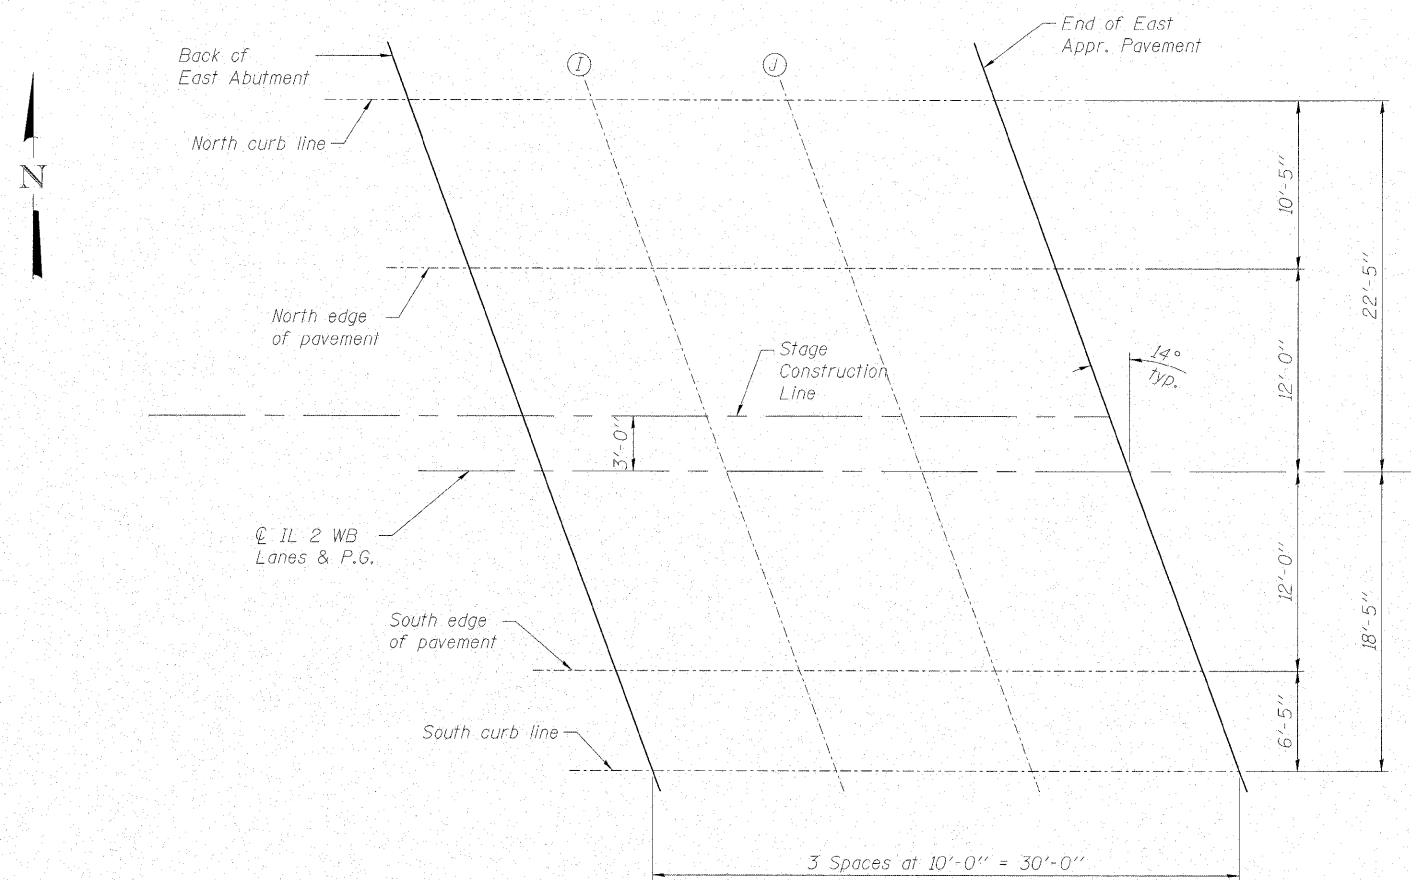 End of East
Appr. Pavement
Back of
East Abutment
I
J
North curb line
N
10'-5"
22'-5"
North edge
of pavement
Stage
Construction
Line
14°
typ.
12'-0"
3'-0"
℄ IL 2 WB
Lanes & P.G.
12'-0"
18'-5"
South edge
of pavement
South curb line
6'-5"
3 Spaces at 10'-0" = 30'-0"